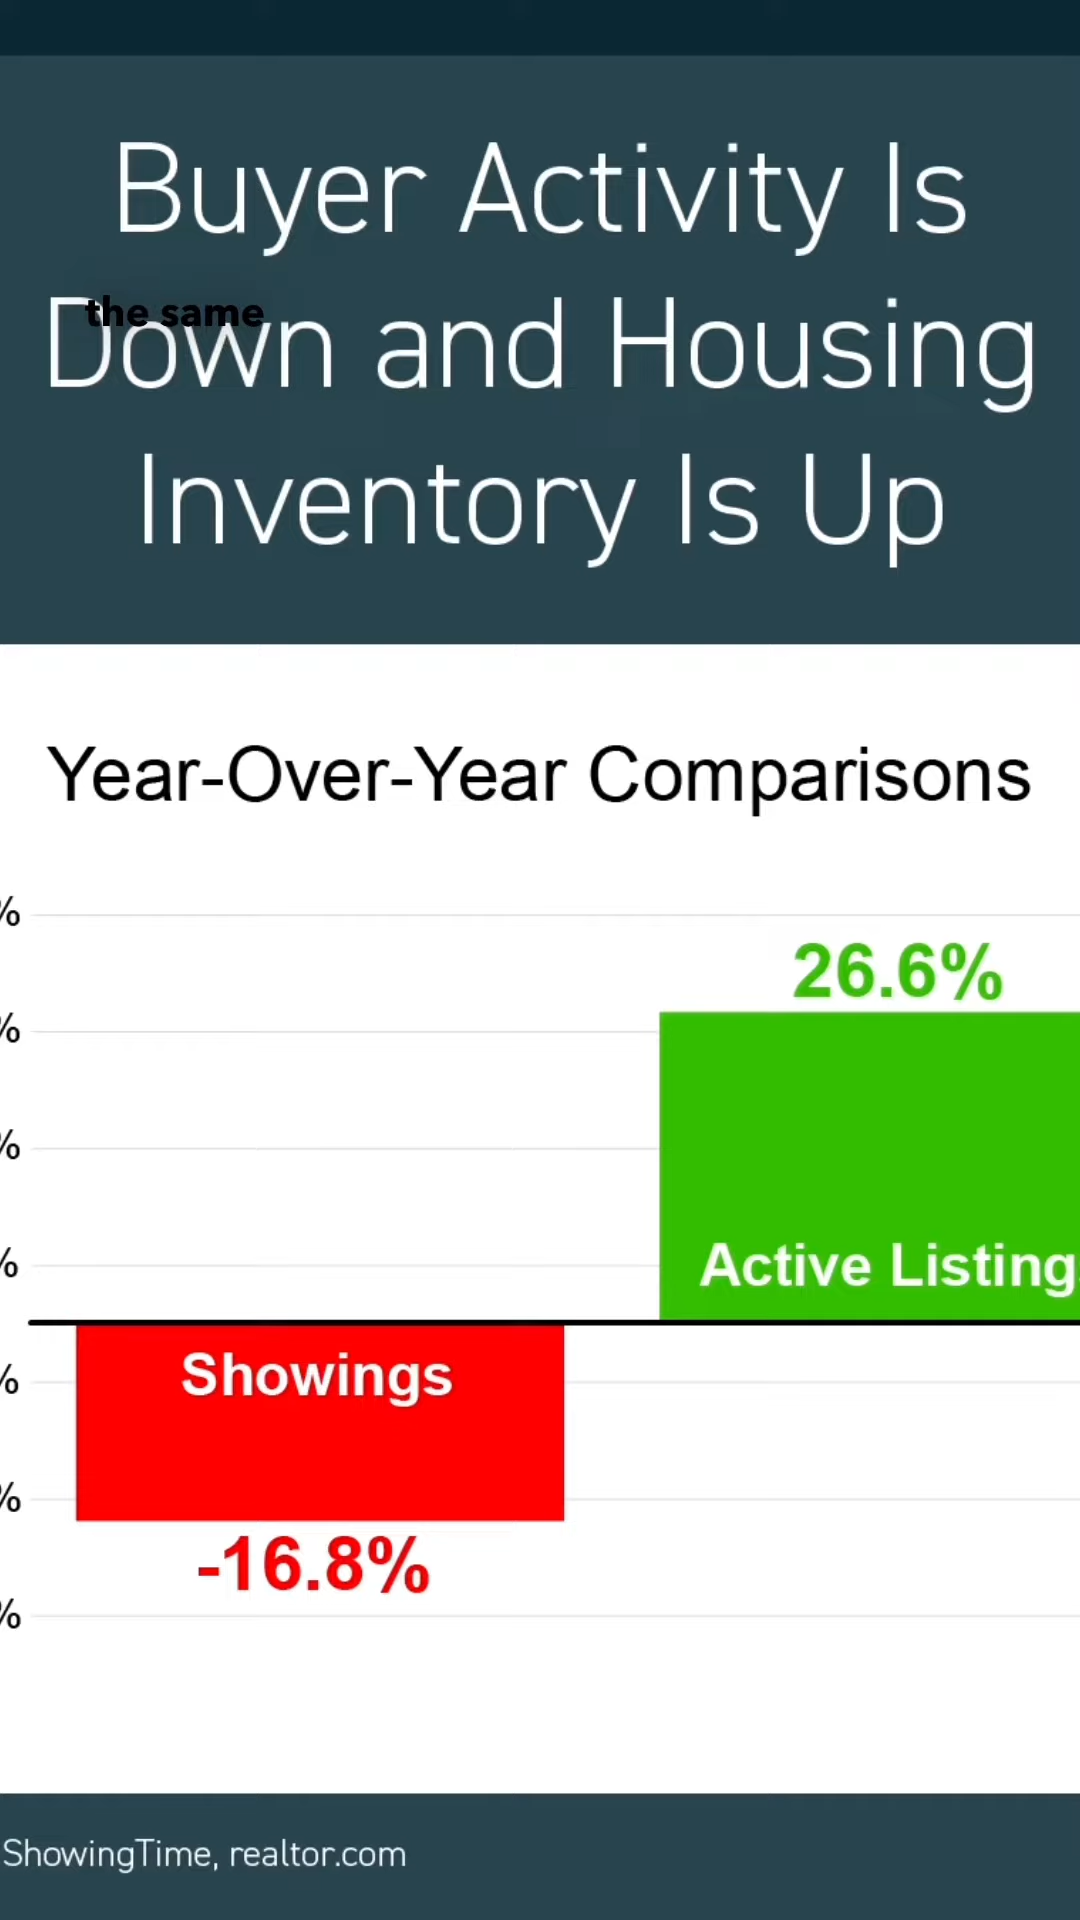 Buyer Activity Is
Down and Housing
the same
Inventory Is Up
Year-Over-Year Comparisons
%
26.6%
%
%
Active Listing
%
Showings
%
%
-16.8%
%
ShowingTime, realtor.com